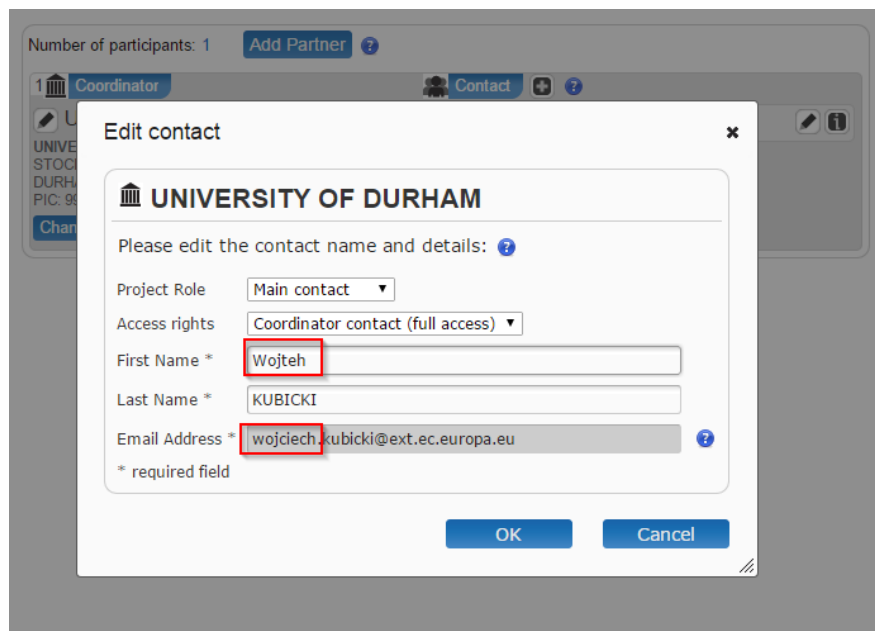 Number of participants: 1 Add Partner ?
1 Coordinator Contact ?
U
UNIVE
STOC
DURH
PIC: 99
Chan
Edit contact
UNIVERSITY OF DURHAM
Please edit the contact name and details: ?
Project Role Main contact
Access rights Coordinator contact (full access)
First Name * Wojteh
Last Name * KUBICKI
Email Address * wojciech.kubicki@ext.ec.europa.eu ?
* required field
OK Cancel